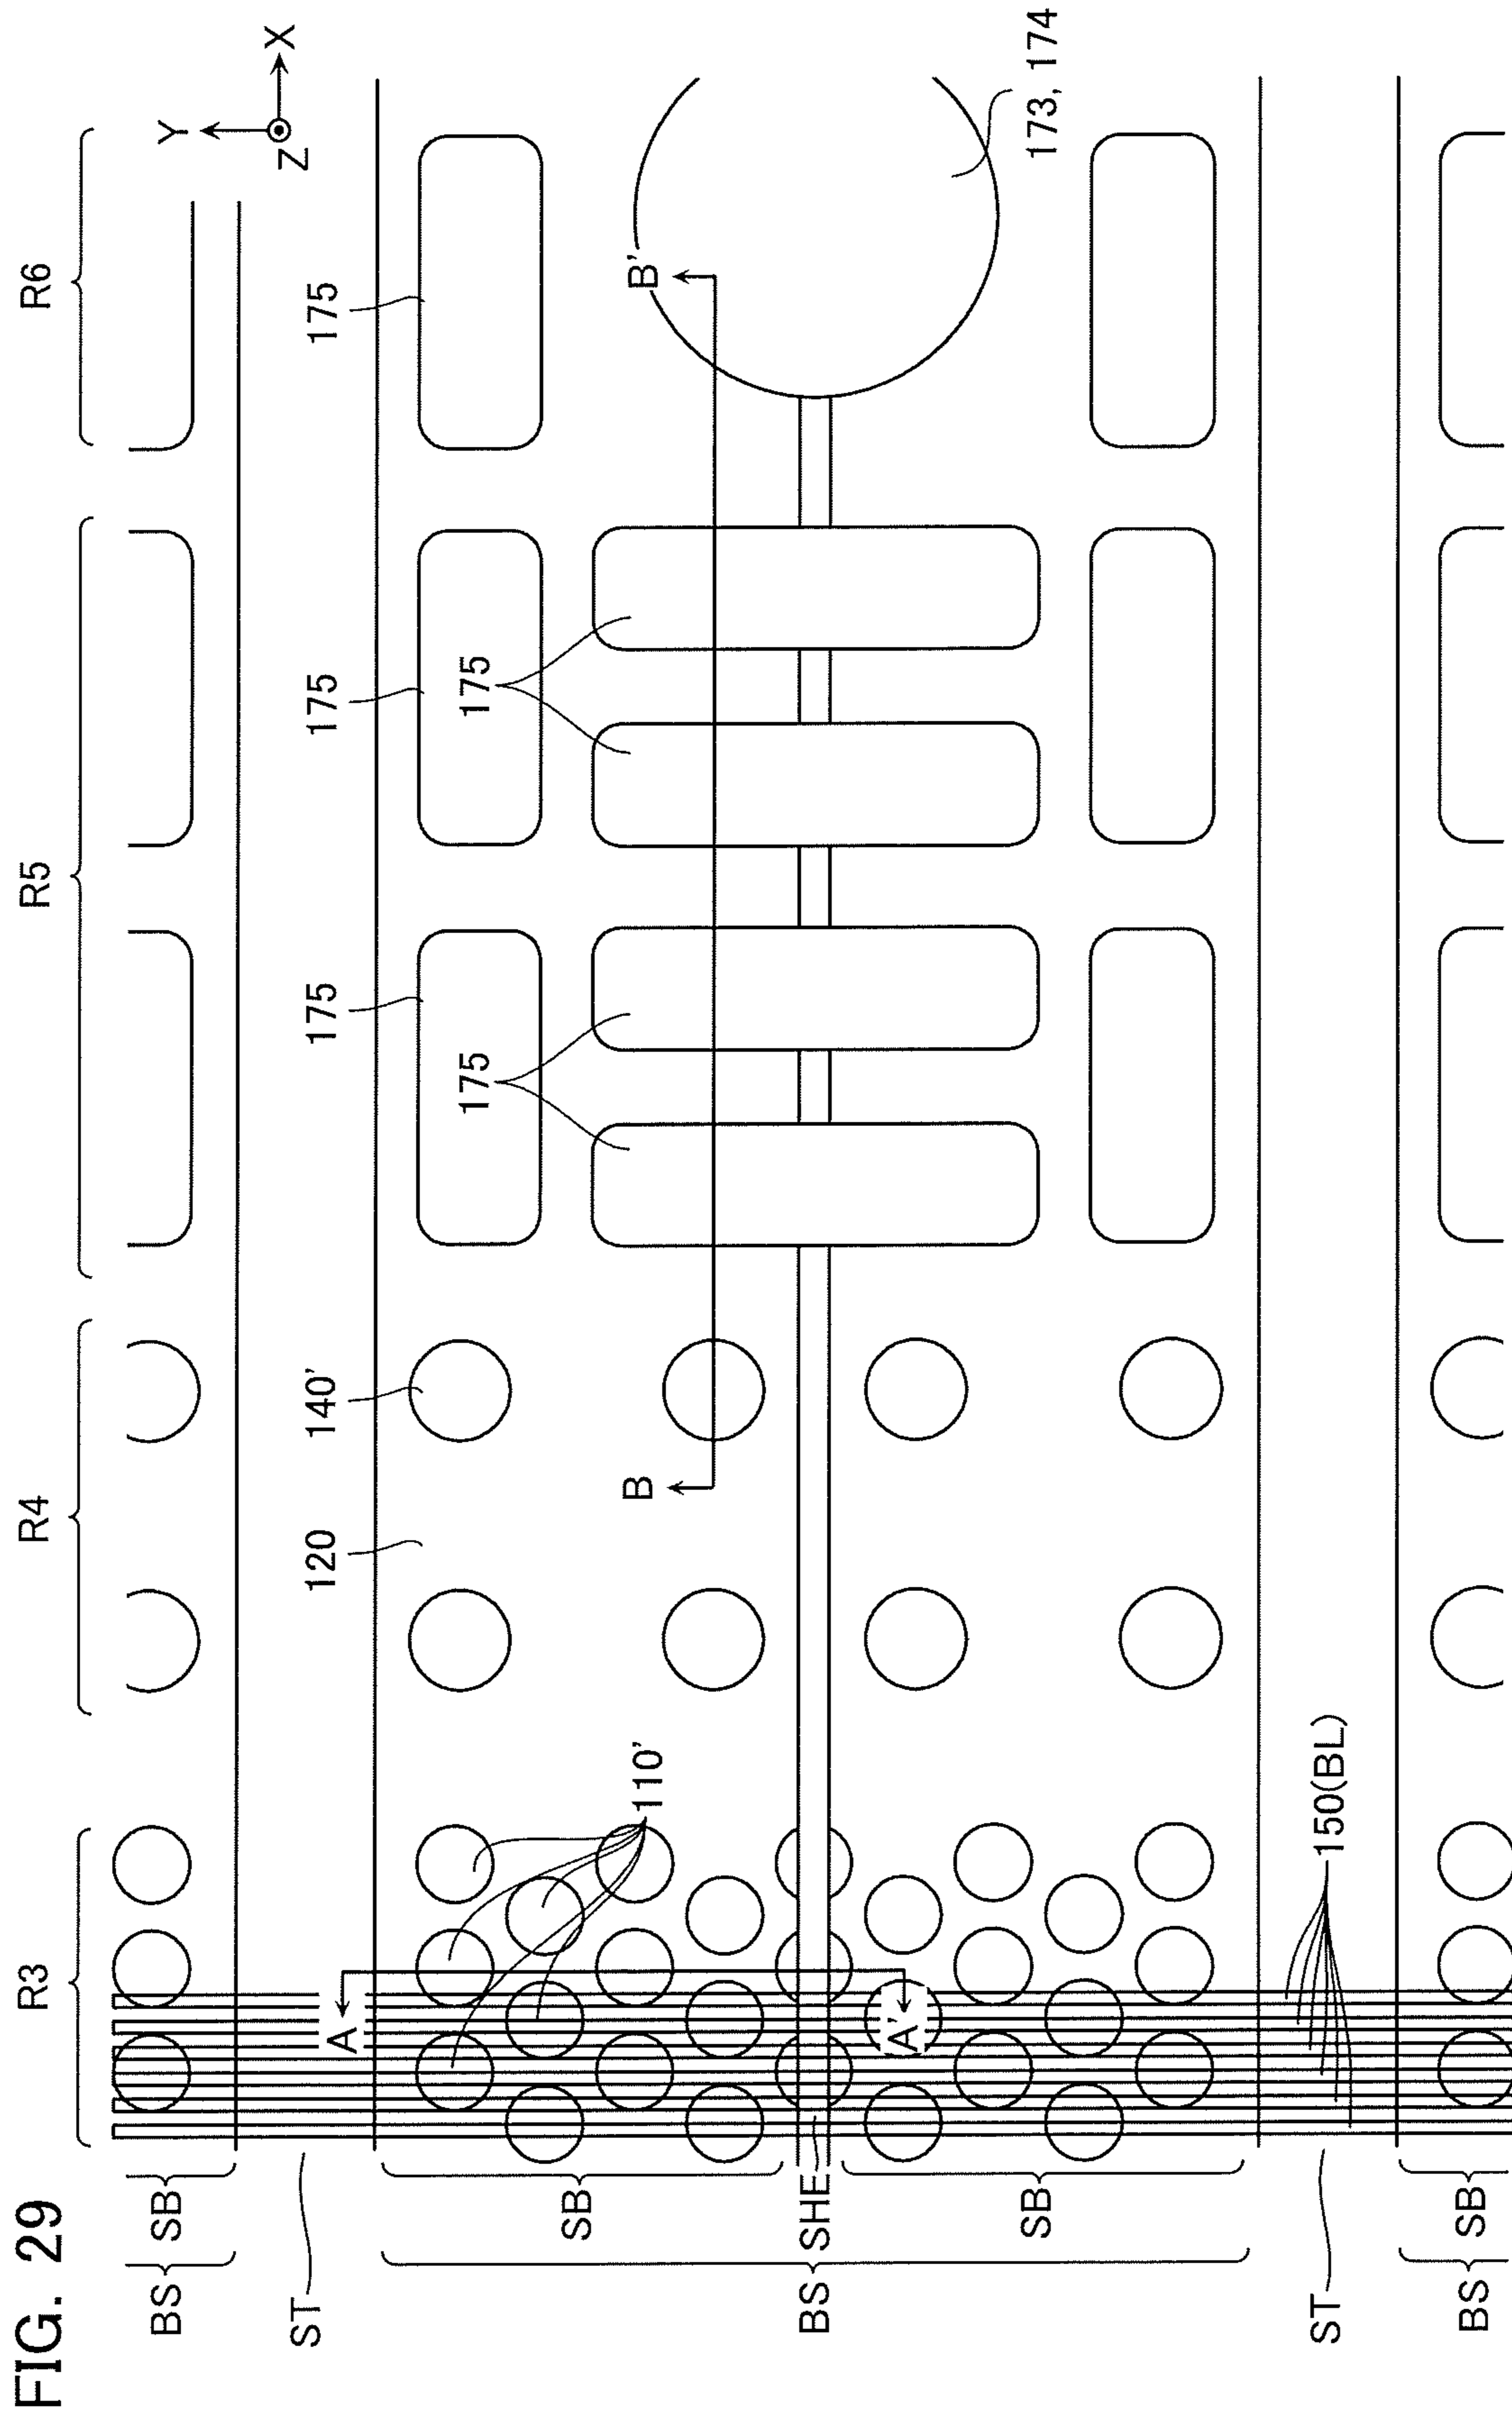 FIG. 29
R3
R4
R5
R6
Y
X
Z
BS
SB
ST
120
140'
175
175
175
A
110'
175
175
SB
B
B'
BS
SHE
A'
173, 174
SB
ST
150(BL)
BS
SB